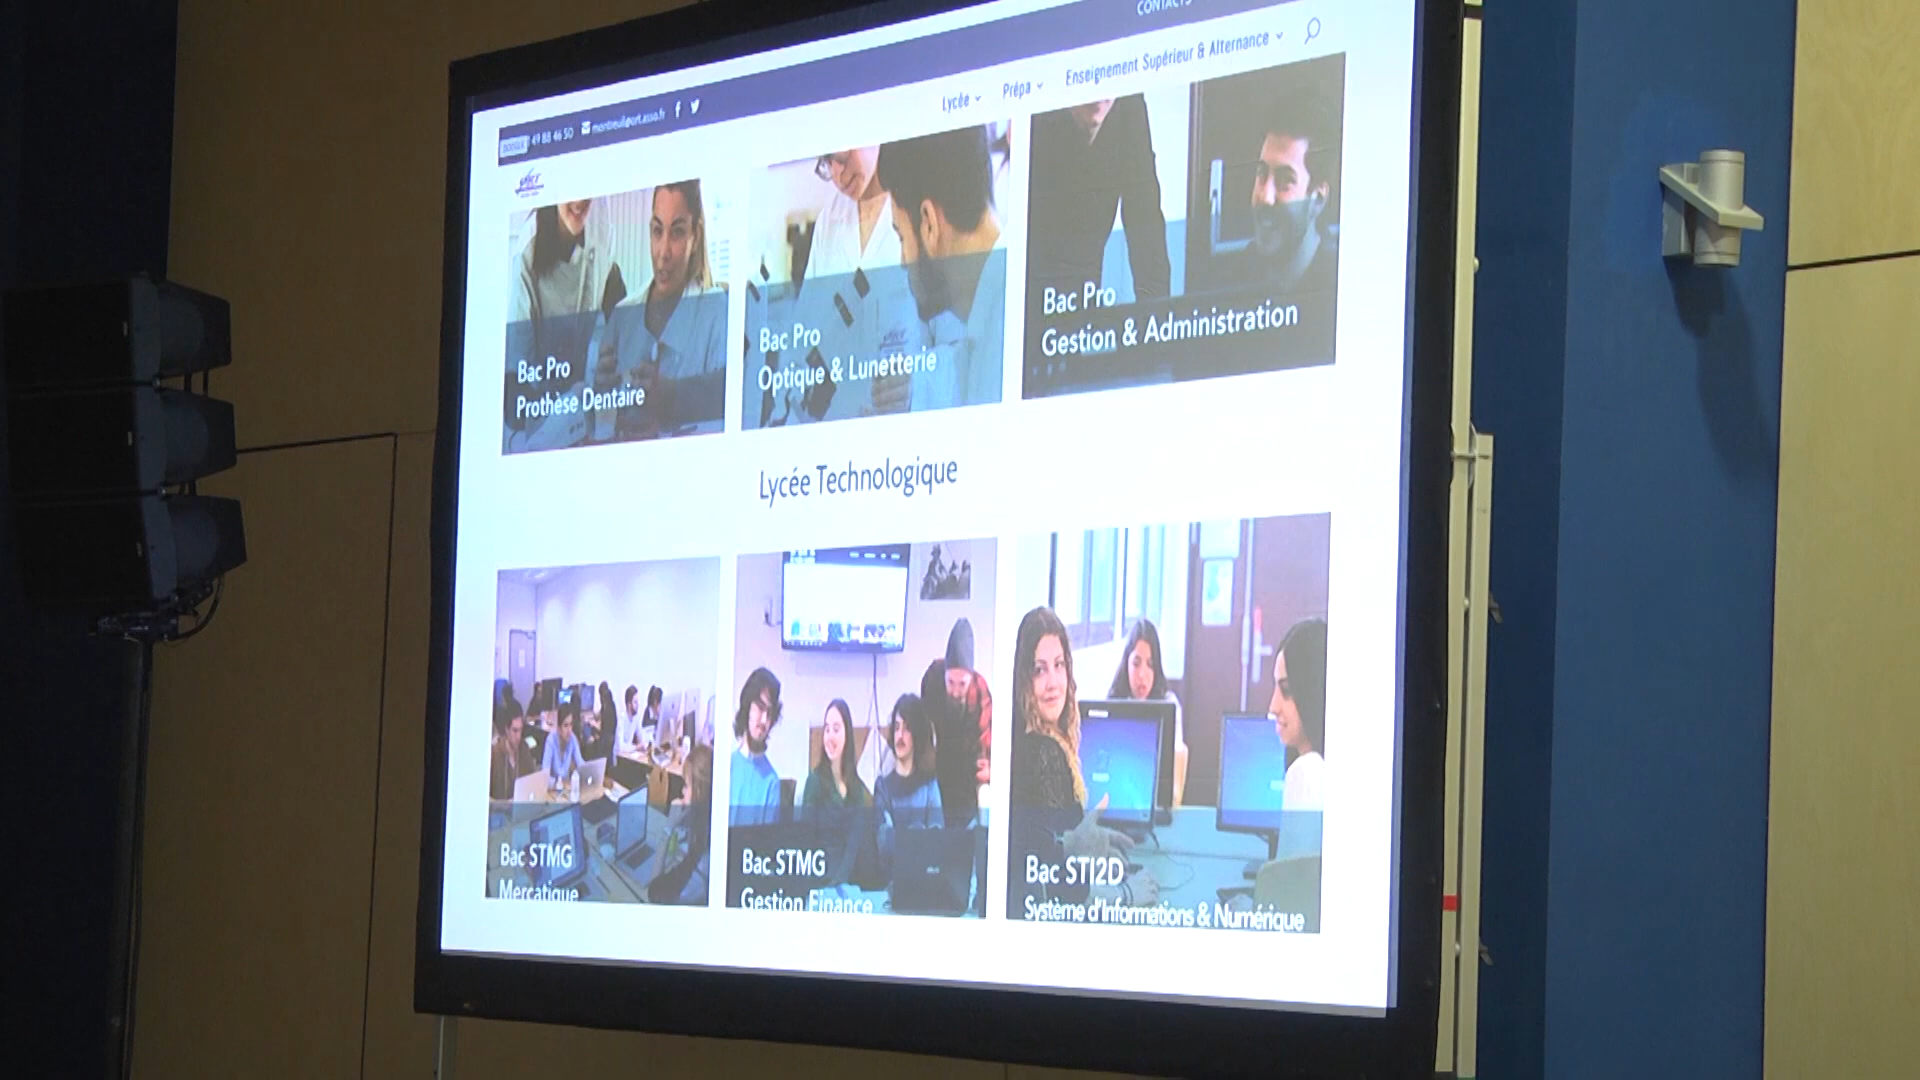 CONTACTS
49 88 46 50 montreuil@ort.asso.fr
Lycée Prépa Enseignement Supérieur & Alternance
Bac Pro
Prothèse Dentaire
Bac Pro
Optique & Lunetterie
Bac Pro
Gestion & Administration
Lycée Technologique
Bac STMG
Mercatique
Bac STMG
Gestion Finance
Bac STI2D
Système d'Informations & Numérique